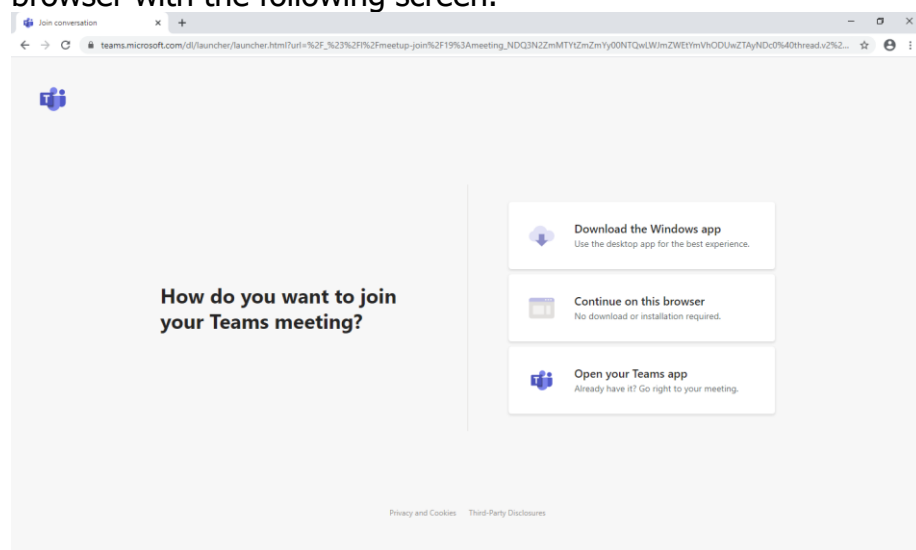 browser with the following screen:
Join conversation
teams.microsoft.com/dl/launcher/launcher.html?url=%2F_%23%2Fl%2Fmeetup-join%2F19%3Ameeting_NDQ3N2ZmMTYtZmZmYy00NTQwLWJmZWEtYmVhODUwZTAyNDc0%40thread.v2%2...
Download the Windows app
Use the desktop app for the best experience.
How do you want to join
your Teams meeting?
Continue on this browser
No download or installation required.
Open your Teams app
Already have it? Go right to your meeting.
Privacy and Cookies Third-Party Disclosures